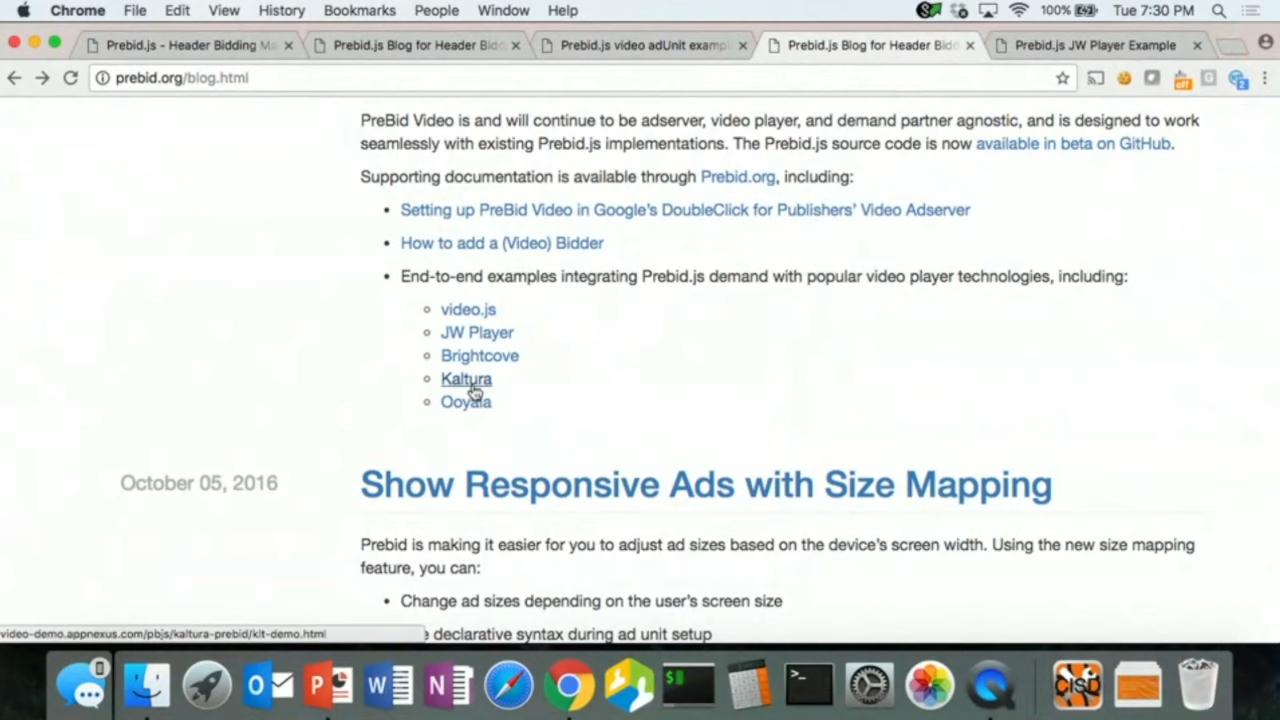 Chrome File Edit View History Bookmarks People Window Help 100% Tue 7:30 PM
Prebid.js - Header Bidding Ma
Prebid.js Blog for Header Bidd
Prebid.js video adUnit exampl
Prebid.js Blog for Header Bidd
Prebid.js JW Player Example
prebid.org/blog.html
off
G
2
PreBid Video is and will continue to be adserver, video player, and demand partner agnostic, and is designed to work
seamlessly with existing Prebid.js implementations. The Prebid.js source code is now available in beta on GitHub.
Supporting documentation is available through Prebid.org, including:
• Setting up PreBid Video in Google's DoubleClick for Publishers' Video Adserver
• How to add a (Video) Bidder
• End-to-end examples integrating Prebid.js demand with popular video player technologies, including:
video.js
JW Player
Brightcove
Kaltura
Ooyala
October 05, 2016
Show Responsive Ads with Size Mapping
Prebid is making it easier for you to adjust ad sizes based on the device's screen width. Using the new size mapping
feature, you can:
• Change ad sizes depending on the user's screen size
declarative syntax during ad unit setup
video-demo.appnexus.com/pbjs/kaltura-prebid/kit-demo.html
CISD